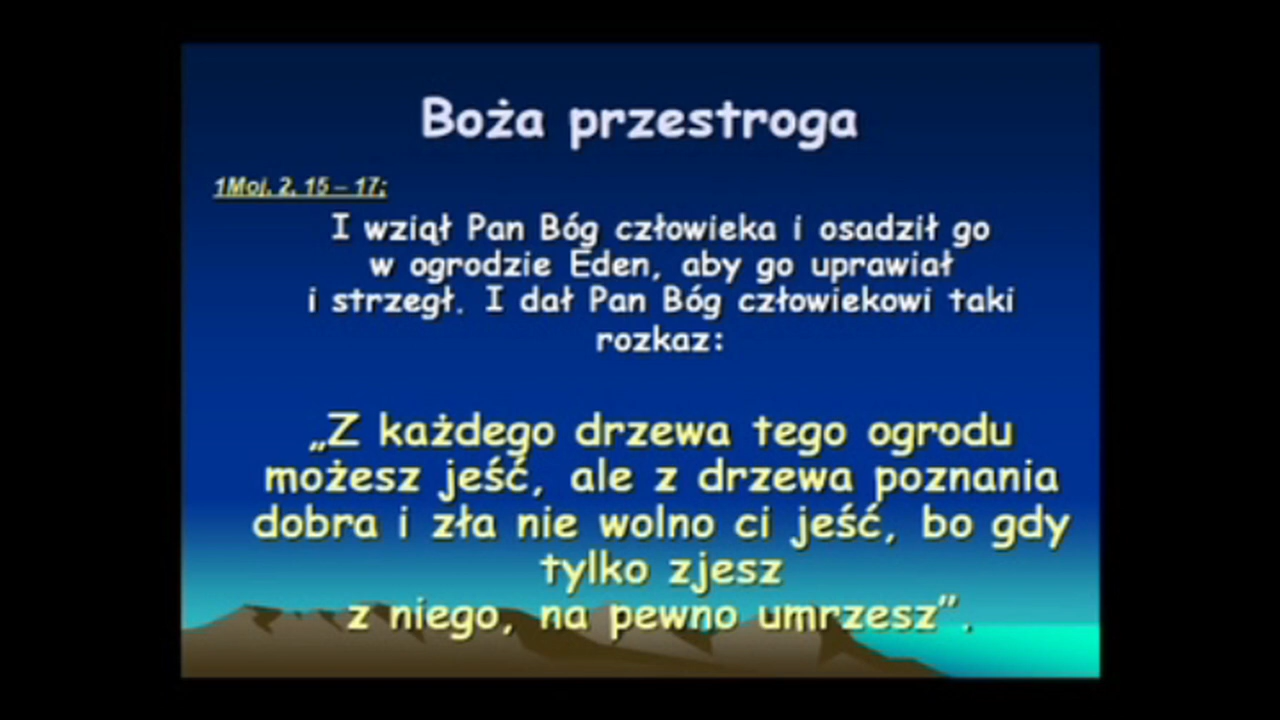 Boża przestroga
1Moj. 2, 15 – 17;
I wziął Pan Bóg człowieka i osadził go
w ogrodzie Eden, aby go uprawiał
i strzegł. I dał Pan Bóg człowiekowi taki
rozkaz:
„Z każdego drzewa tego ogrodu
możesz jeść, ale z drzewa poznania
dobra i zła nie wolno ci jeść, bo gdy
tylko zjesz
z niego, na pewno umrzesz”.